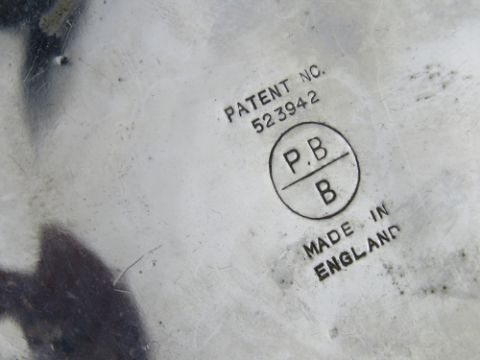 PATENT NO.
523942
P.B
B
MADE IN
ENGLAND